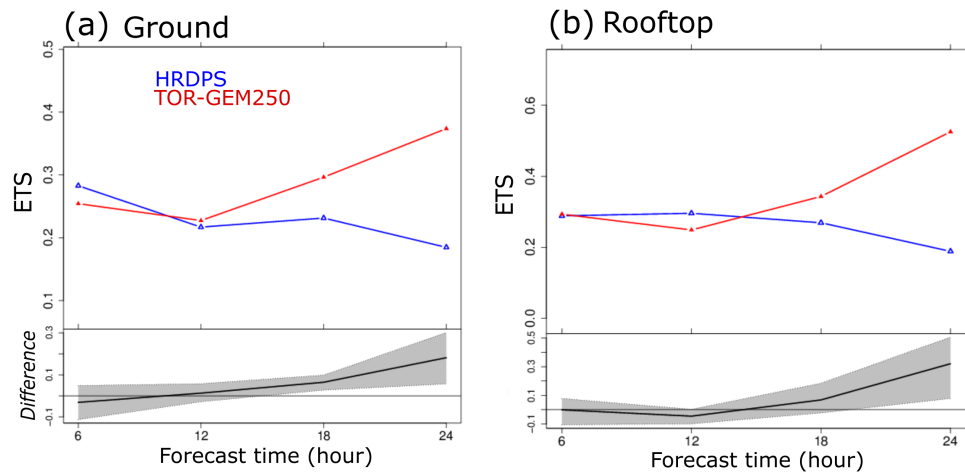 (a) Ground
HRDPS
TOR-GEM250
ETS
0.5
0.4
0.3
0.2
0.1
Difference
0.3
0.1
-0.1
6 12 18 24
Forecast time (hour)
(b) Rooftop
ETS
0.6
0.4
0.2
0.0
0.5
0.3
0.1
-0.1
6 12 18 24
Forecast time (hour)